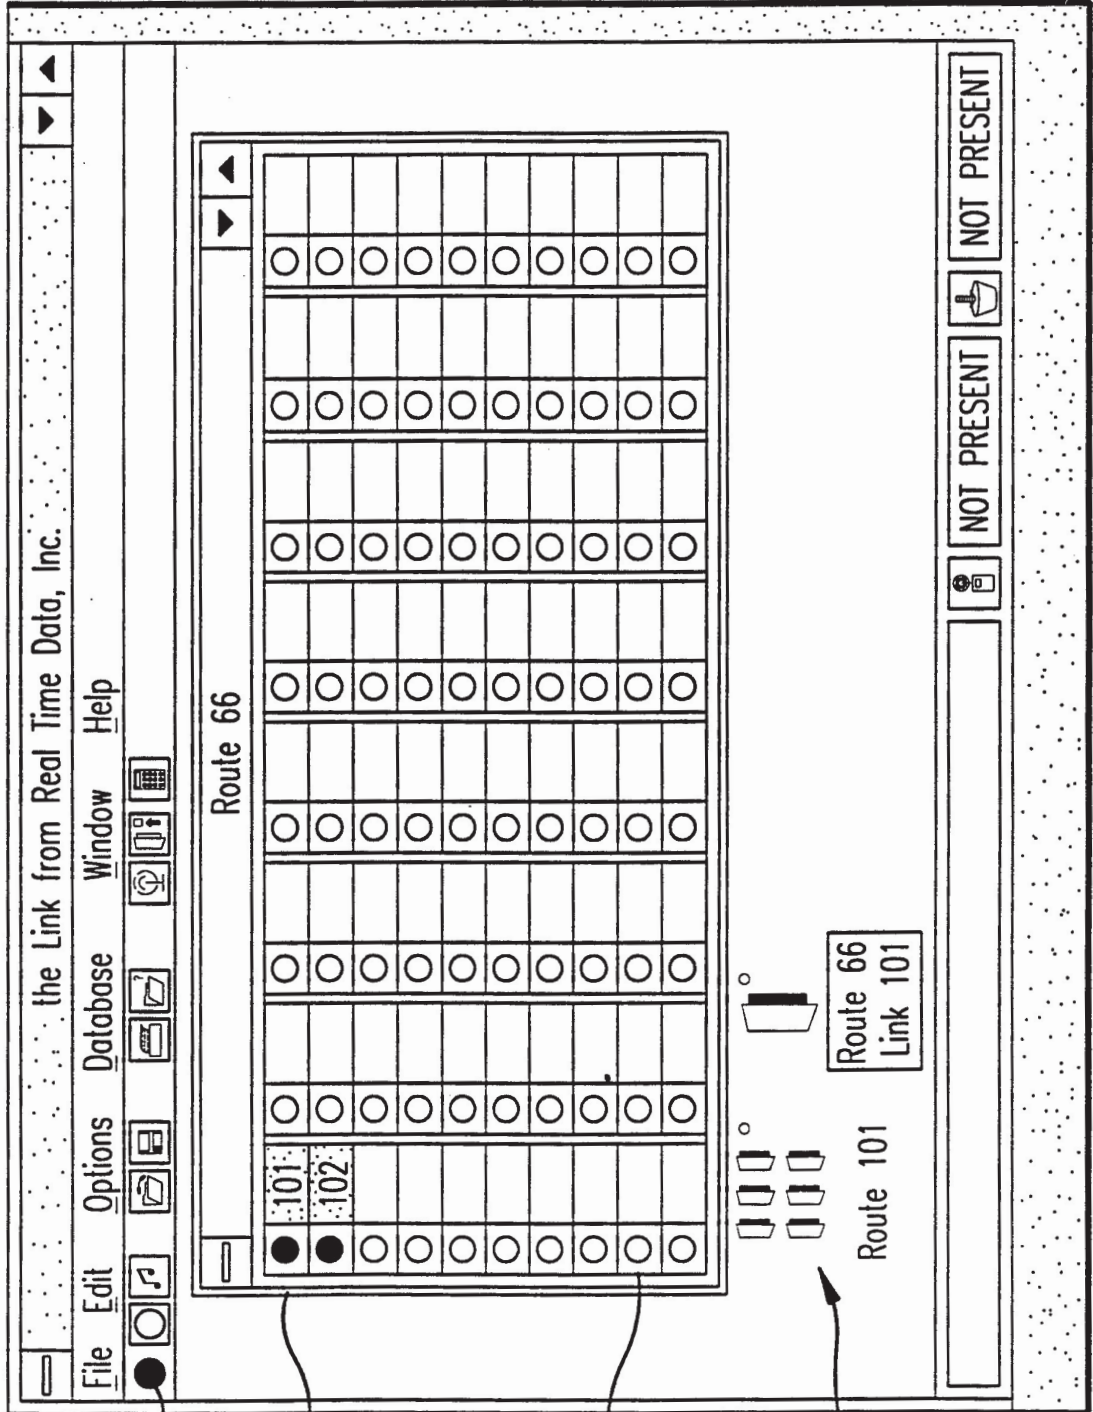 the Link from Real Time Data, Inc.
File Edit Options Database Window Help
Route 66
101
102
Route 101
Route 66
Link 101
NOT PRESENT
NOT PRESENT